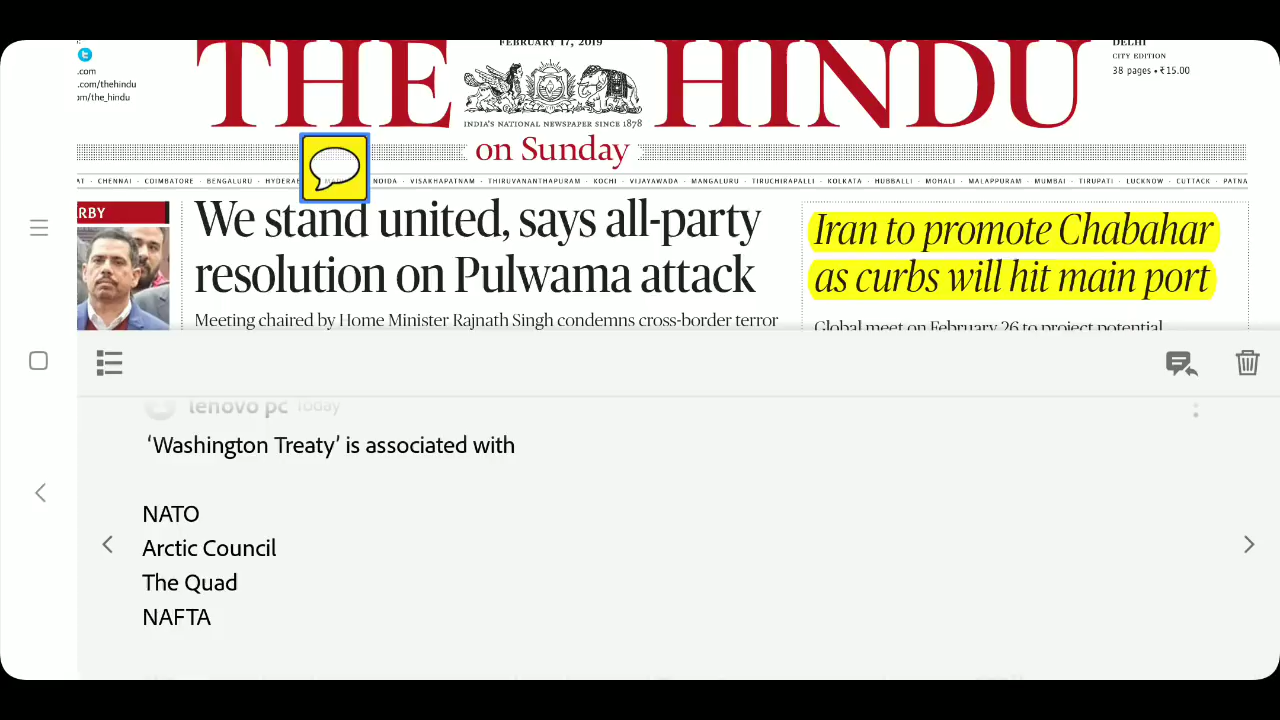 FEBRUARY 17, 2019
DELHI
CITY EDITION
38 pages • ₹15.00
.com
.com/thehindu
om/the_hindu
THE HINDU
INDIA'S NATIONAL NEWSPAPER SINCE 1878
on Sunday
CHENNAI · COIMBATORE · BENGALURU · NOIDA · VISAKHAPATNAM · THIRUVANANTHAPURAM · KOCHI · VIJAYAWADA · MANGALURU · TIRUCHIRAPALLI · KOLKATA · HUBBALLI · MOHALI · MALAPPURAM · MUMBAI · TIRUPATI · LUCKNOW · CUTTACK · PATNA
RBY
We stand united, says all-party
resolution on Pulwama attack
Meeting chaired by Home Minister Rajnath Singh condemns cross-border terror
Iran to promote Chabahar
as curbs will hit main port
Global meet on February 26 to project potential
lenovo pc Today
‘Washington Treaty’ is associated with
NATO
Arctic Council
The Quad
NAFTA